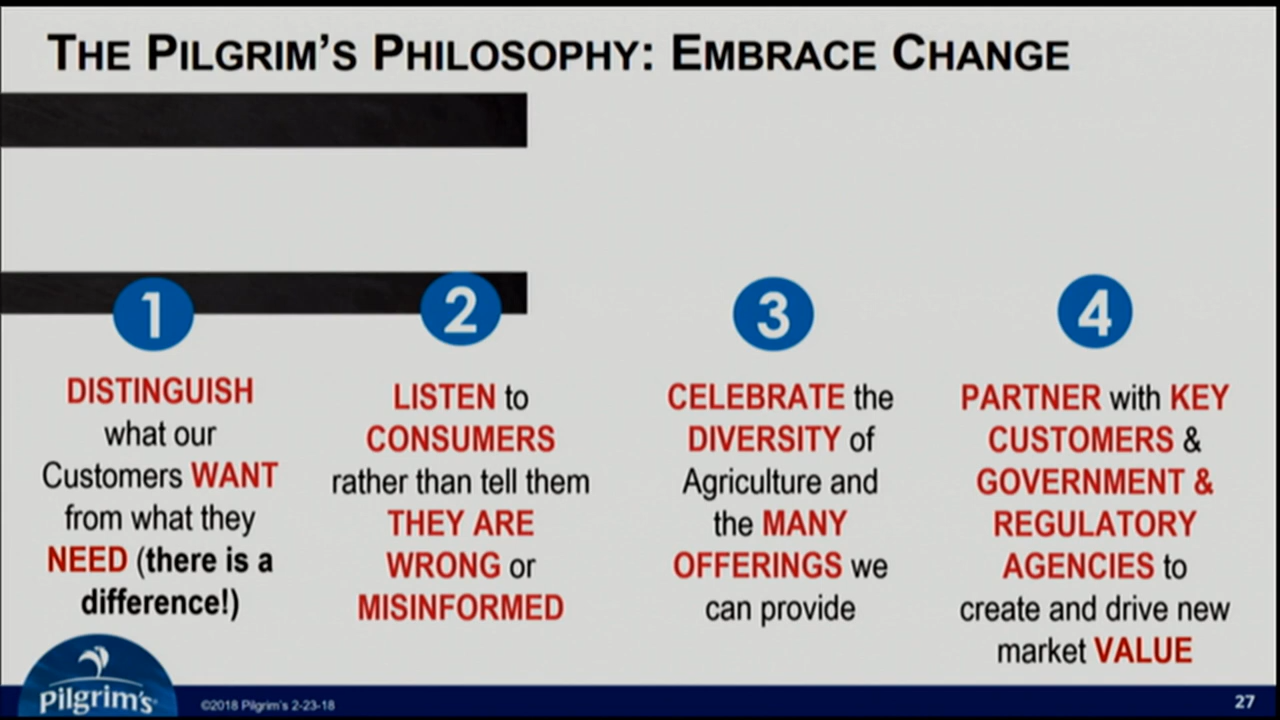 THE PILGRIM'S PHILOSOPHY: EMBRACE CHANGE
1
DISTINGUISH
what our
Customers WANT
from what they
NEED (there is a
difference!)
2
LISTEN to
CONSUMERS
rather than tell them
THEY ARE
WRONG or
MISINFORMED
3
CELEBRATE the
DIVERSITY of
Agriculture and
the MANY
OFFERINGS we
can provide
4
PARTNER with KEY
CUSTOMERS &
GOVERNMENT &
REGULATORY
AGENCIES to
create and drive new
market VALUE
Pilgrim's
©2018 Pilgrim's 2-23-18
27